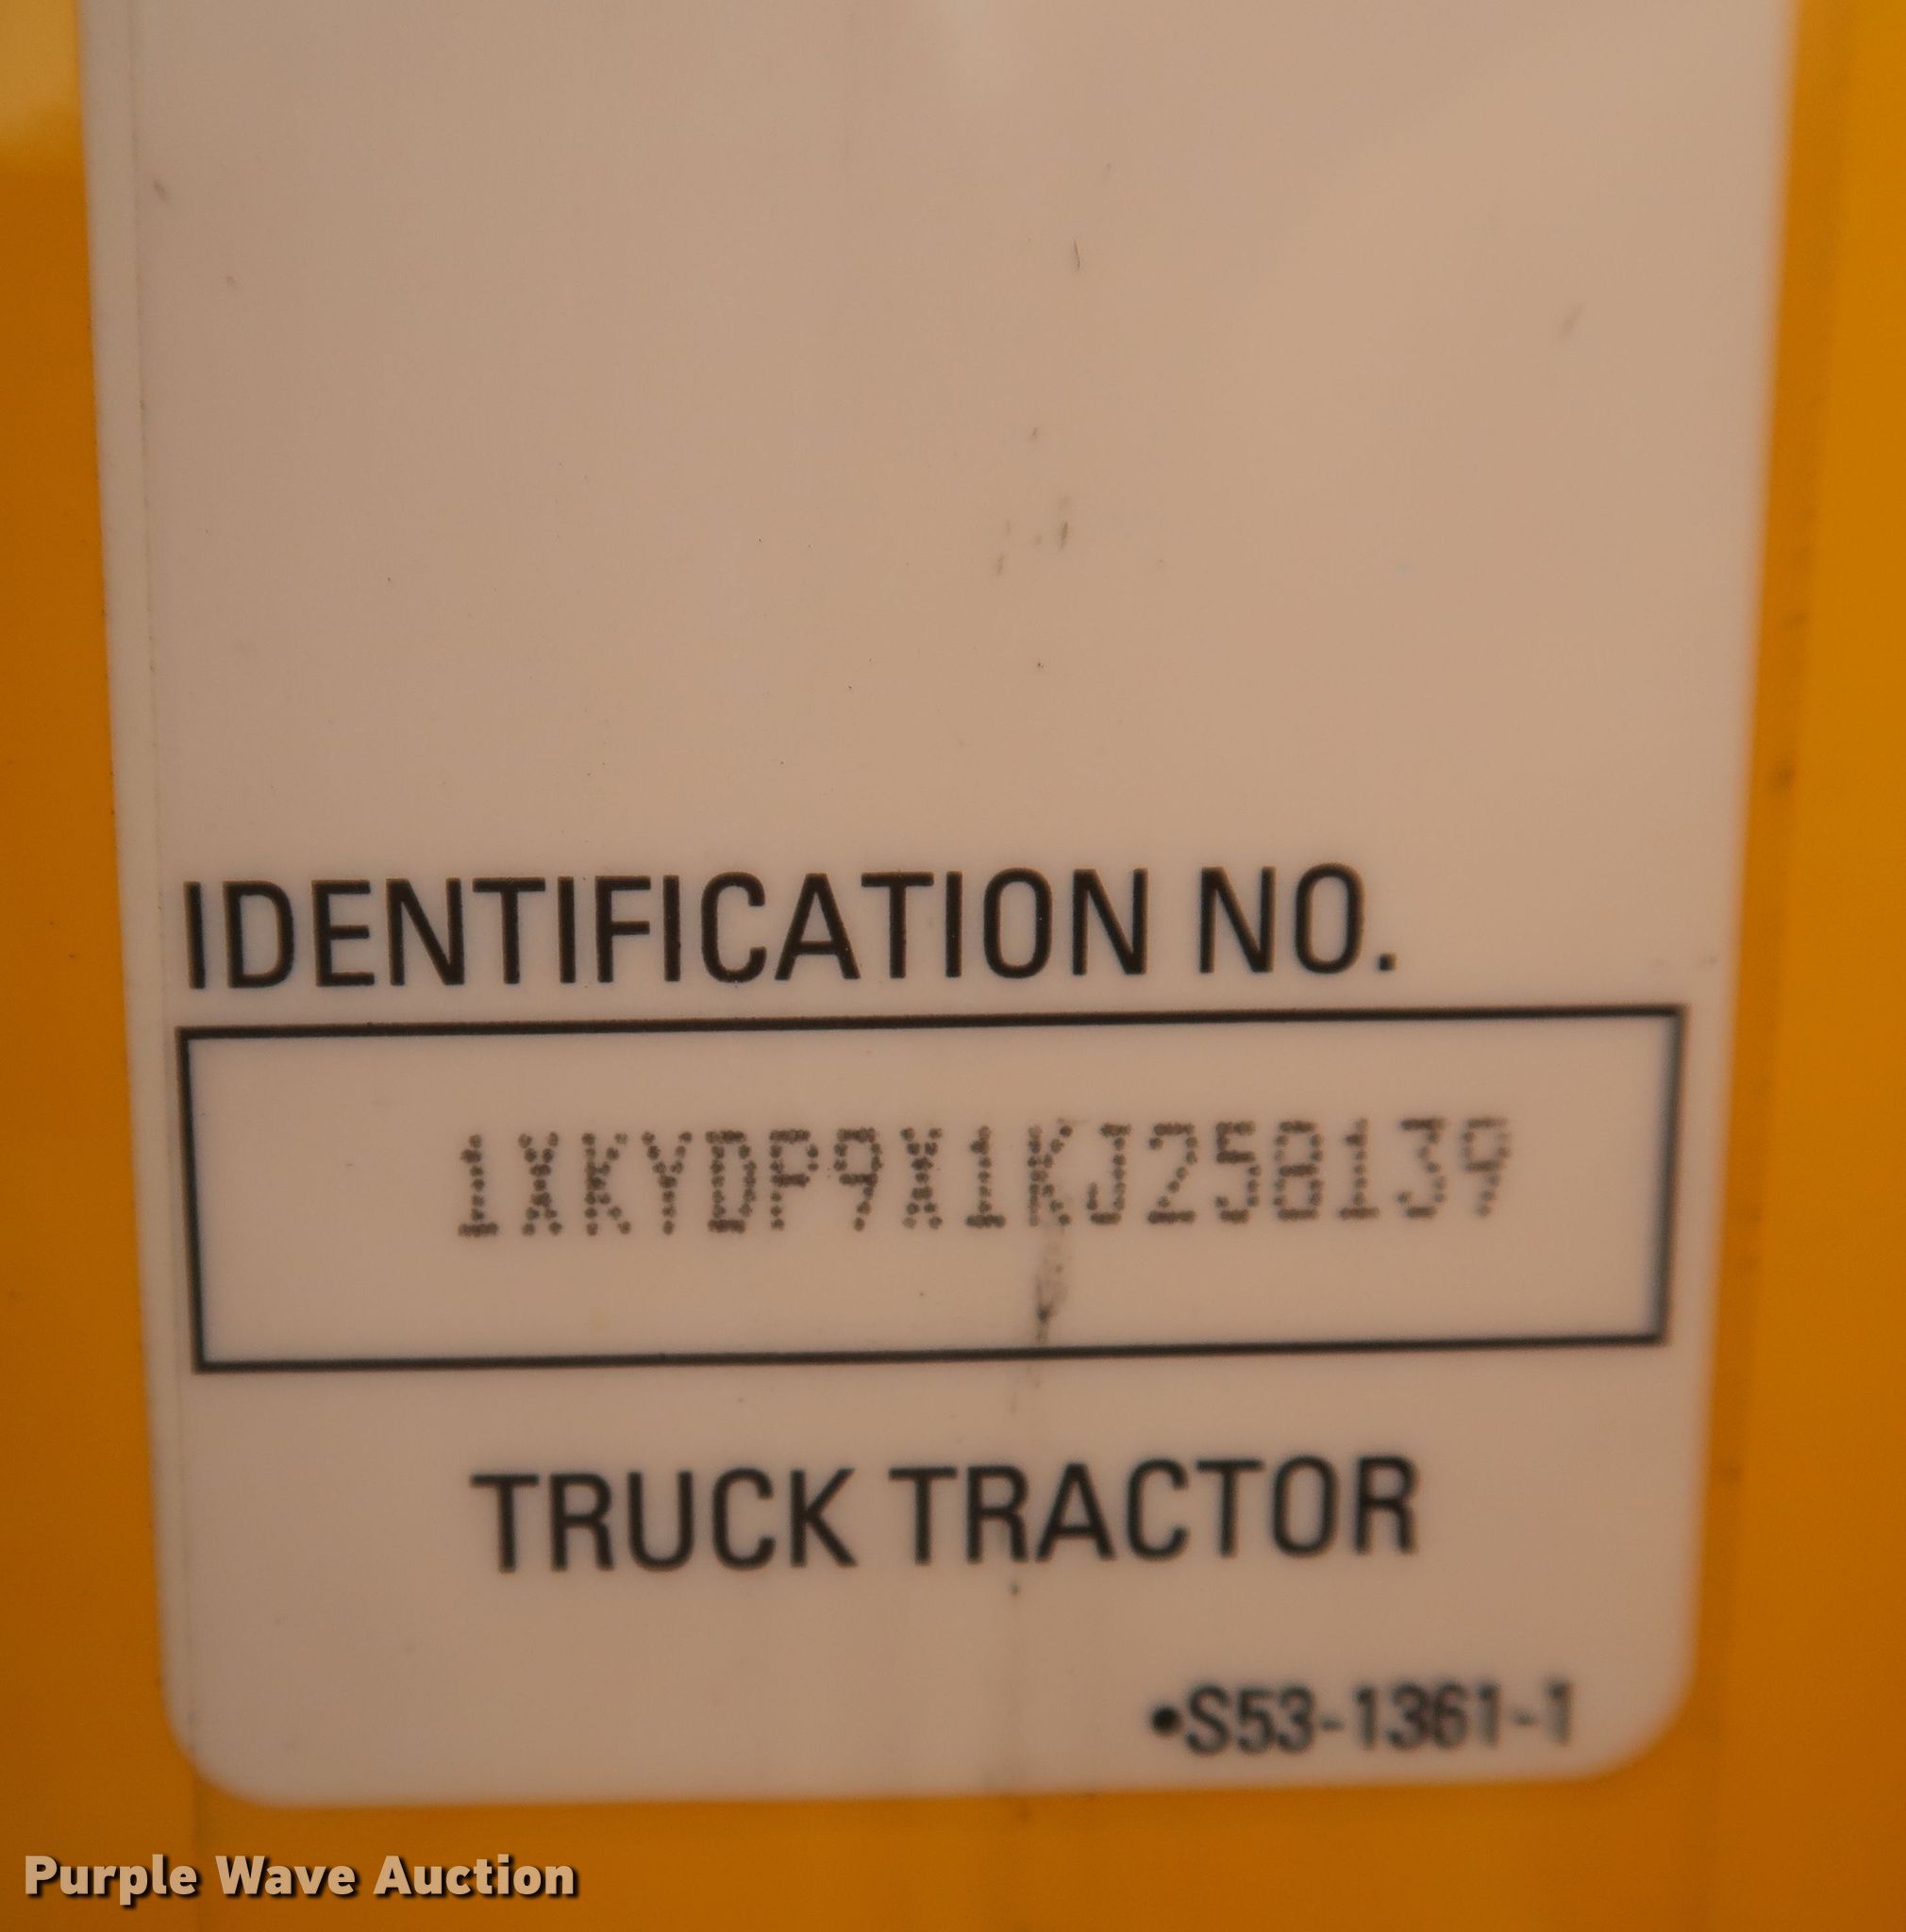 IDENTIFICATION NO.
1XKYDP9X1KJ258139
TRUCK TRACTOR
•S53-1361-1
Purple Wave Auction